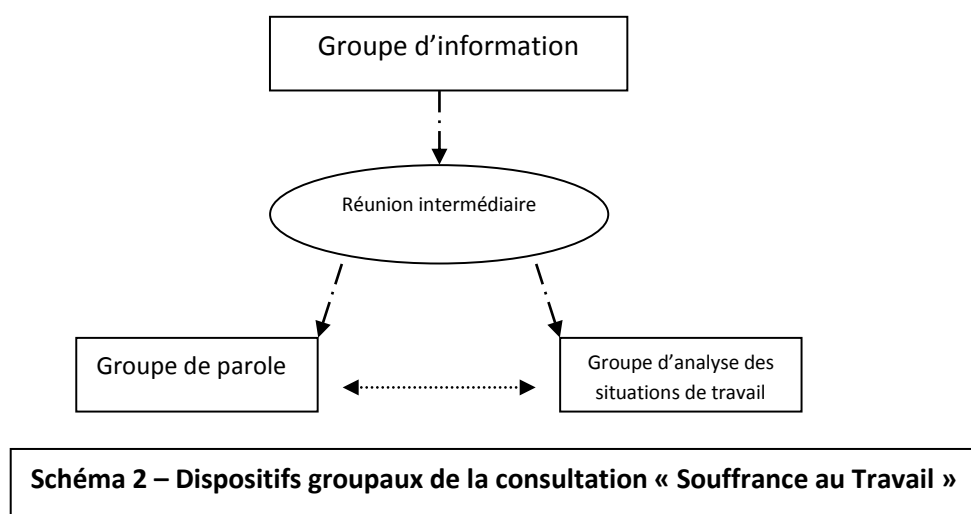 Groupe d’information
Réunion intermédiaire
Groupe de parole
Groupe d’analyse des
situations de travail
Schéma 2 – Dispositifs groupaux de la consultation « Souffrance au Travail »